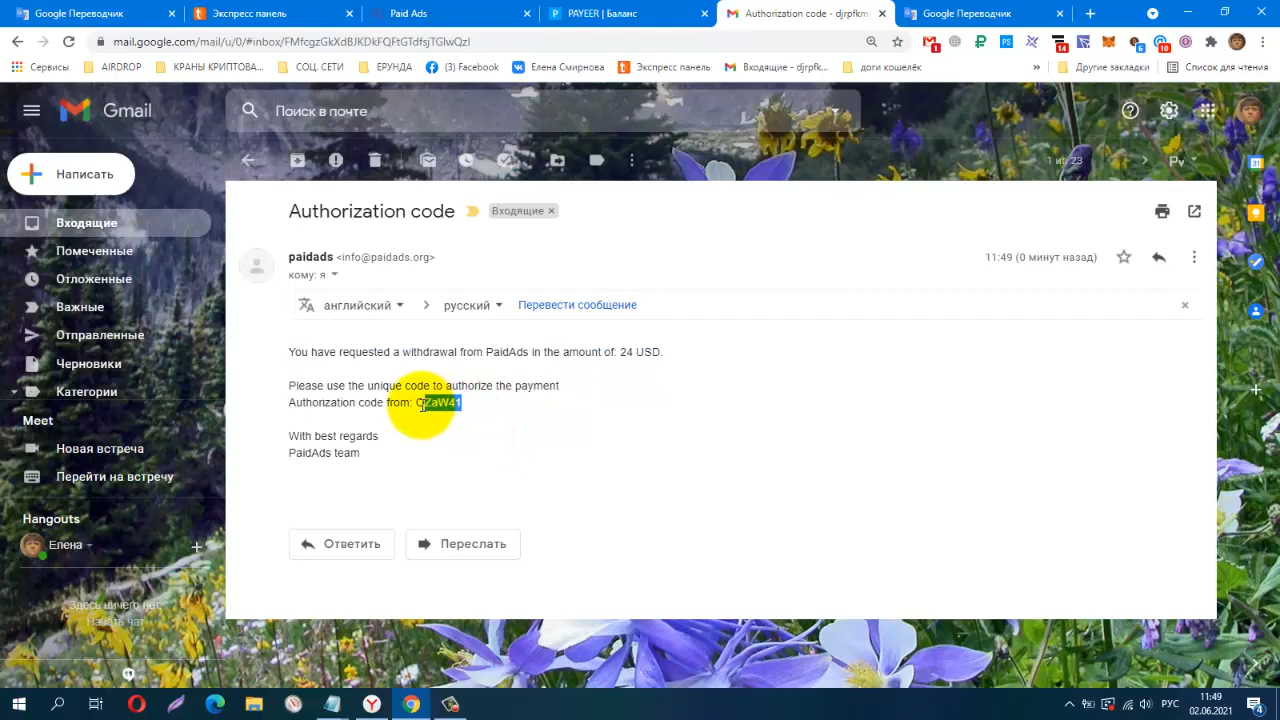 Google Переводчик
Экспресс панель
Paid Ads
PAYEER | Баланс
Authorization code - djrpfkm
Google Переводчик
mail.google.com/mail/u/0/#inbox/FMfcgzGkXdBJKDkFQFtGTdfsjTGlwQzl
Сервисы
AIRDROP
КРАНЫ КРИПТОВА...
СОЦ. СЕТИ
ЕРУНДА
(3) Facebook
Елена Смирнова
Экспресс панель
Входящие - djrpfk...
доги кошелёк
»
Другие закладки
Список для чтения
Gmail
Поиск в почте
Написать
1 из 23
Входящие
Помеченные
Отложенные
Важные
Отправленные
Черновики
Категории
Meet
Новая встреча
Перейти на встречу
Hangouts
Елена
Здесь ничего нет.
Начать чат
Authorization code
Входящие
paidads <info@paidads.org>
11:49 (0 минут назад)
кому: я
английский
русский
Перевести сообщение
You have requested a withdrawal from PaidAds in the amount of: 24 USD.
Please use the unique code to authorize the payment
Authorization code from:
With best regards
PaidAds team
Ответить
Переслать
РУС
11:49
02.06.2021